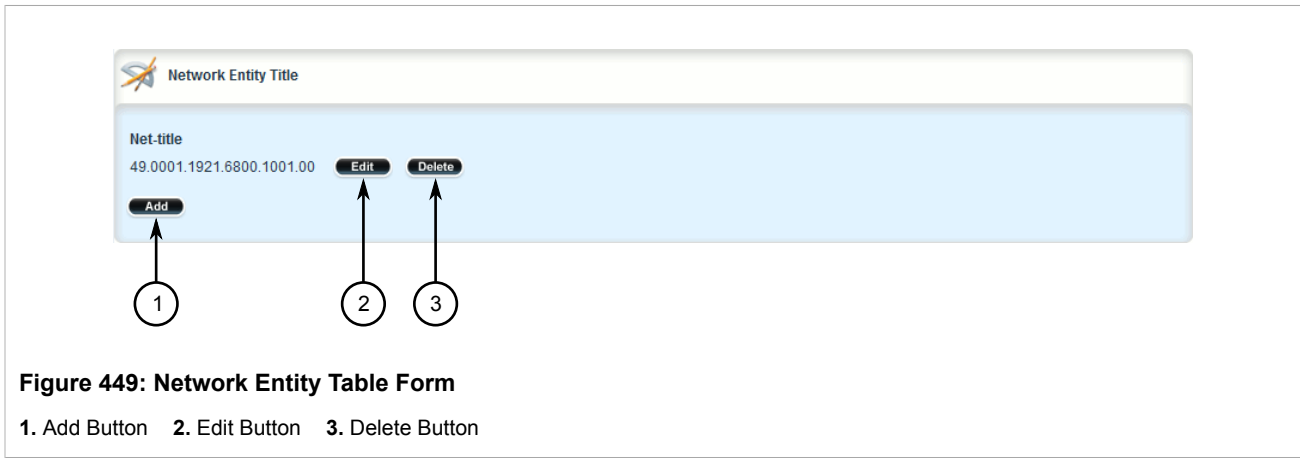 Network Entity Title
Net-title
49.0001.1921.6800.1001.00 Edit Delete
Add
1 2 3
Figure 449: Network Entity Table Form
1. Add Button 2. Edit Button 3. Delete Button